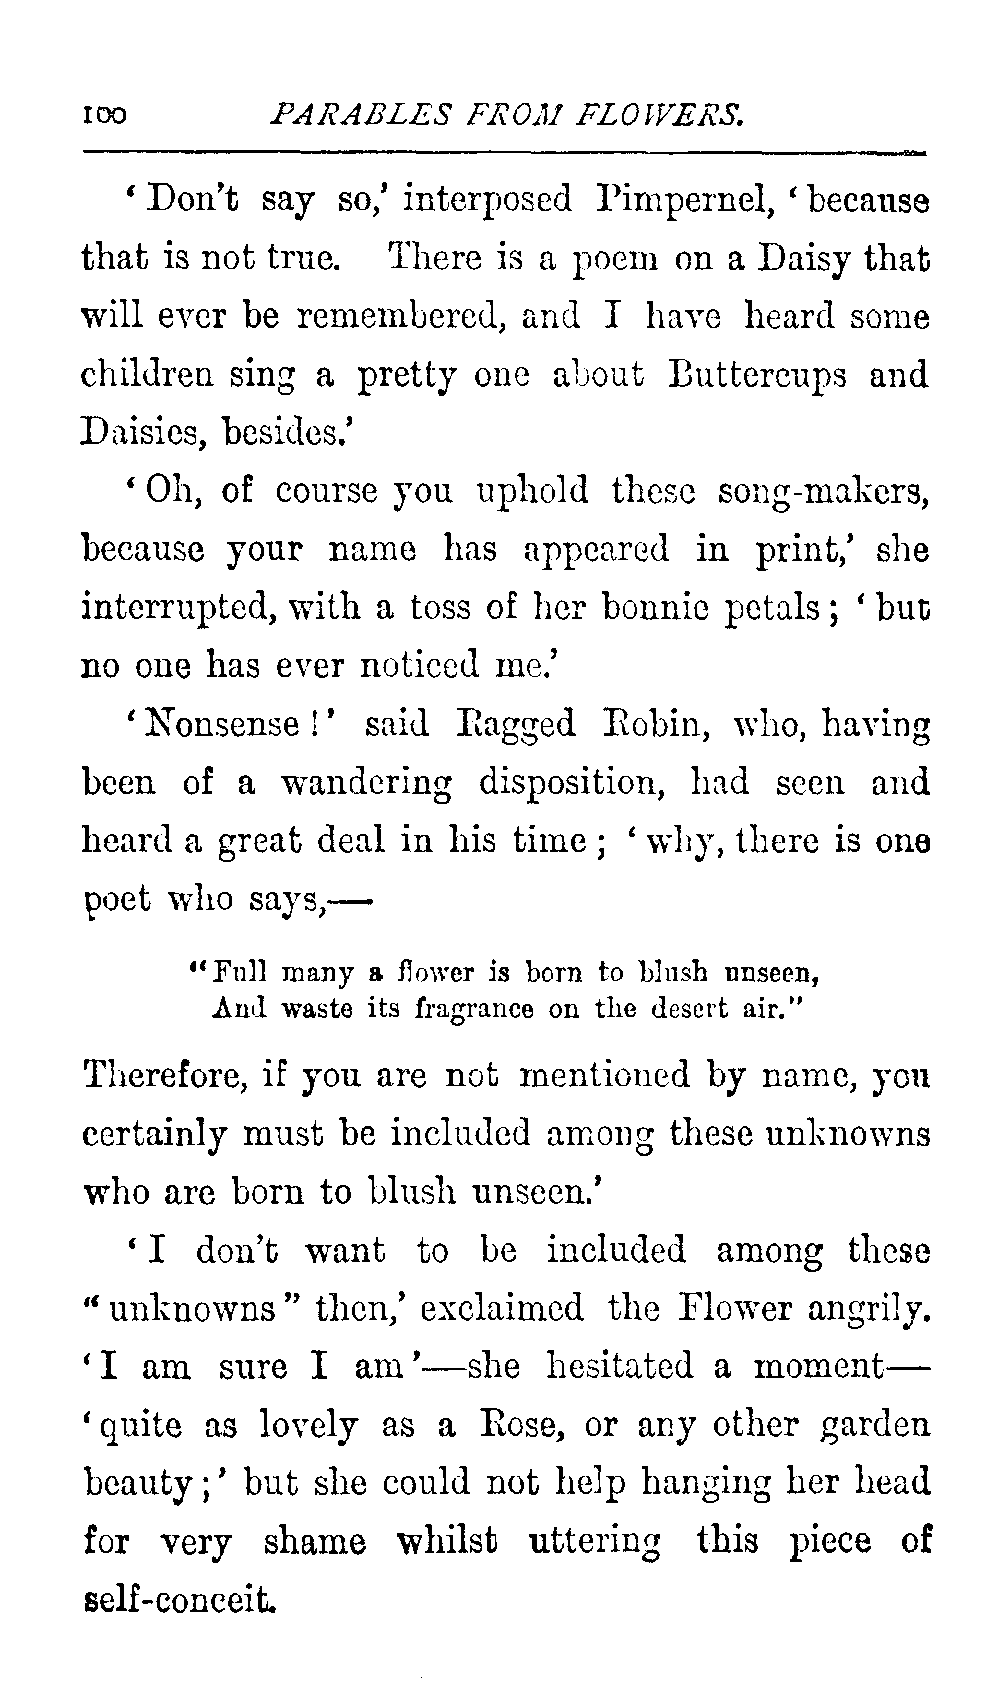 100 PARABLES FROM FLOWERS.
‘Don’t say so,’ interposed Pimpernel, ‘because
that is not true. There is a poem on a Daisy that
will ever be remembered, and I have heard some
children sing a pretty one about Buttercups and
Daisies, besides.’
‘Oh, of course you uphold these song-makers,
because your name has appeared in print,’ she
interrupted, with a toss of her bonnie petals; ‘but
no one has ever noticed me.’
‘Nonsense!’ said Ragged Robin, who, having
been of a wandering disposition, had seen and
heard a great deal in his time; ‘why, there is one
poet who says,—
“Full many a flower is born to blush unseen,
And waste its fragrance on the desert air.”
Therefore, if you are not mentioned by name, you
certainly must be included among these unknowns
who are born to blush unseen.’
‘I don’t want to be included among these
“unknowns” then,’ exclaimed the Flower angrily.
‘I am sure I am’—she hesitated a moment—
‘quite as lovely as a Rose, or any other garden
beauty;’ but she could not help hanging her head
for very shame whilst uttering this piece of
self-conceit.